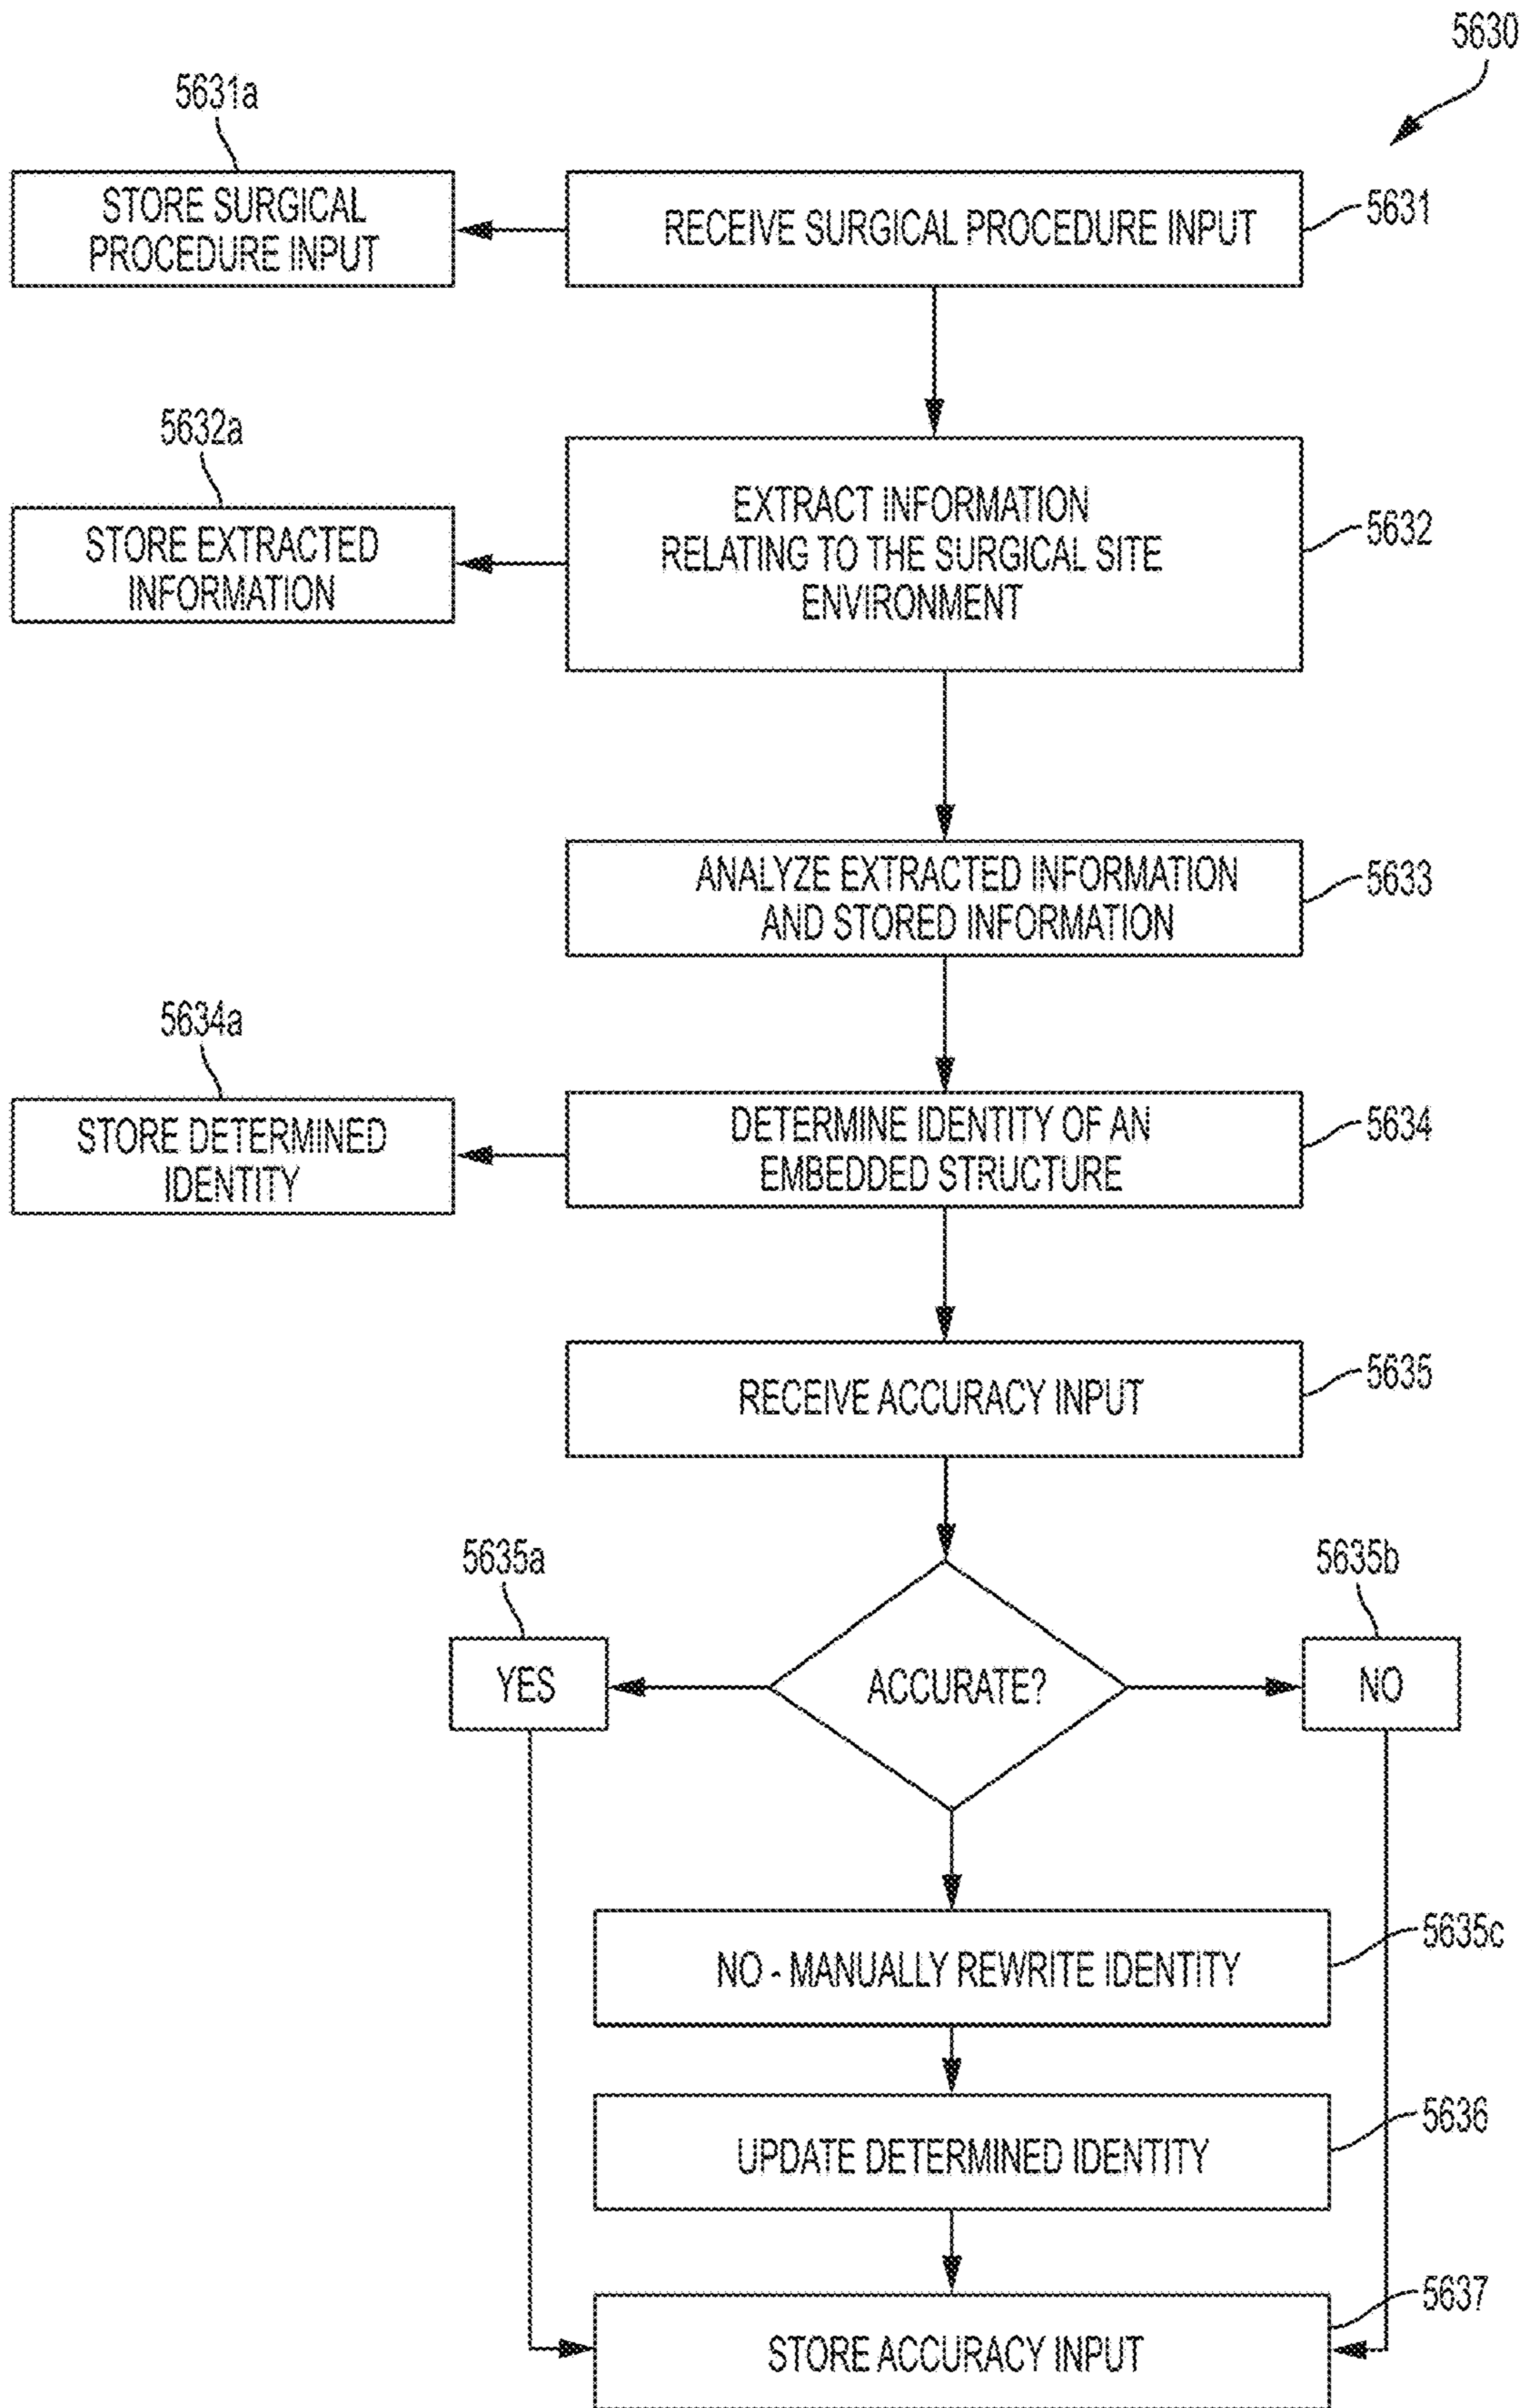 5630
5631a
STORE SURGICAL
PROCEDURE INPUT
RECEIVE SURGICAL PROCEDURE INPUT
5631
5632a
STORE EXTRACTED
INFORMATION
EXTRACT INFORMATION
RELATING TO THE SURGICAL SITE
ENVIRONMENT
5632
ANALYZE EXTRACTED INFORMATION
AND STORED INFORMATION
5633
5634a
STORE DETERMINED
IDENTITY
DETERMINE IDENTITY OF AN
EMBEDDED STRUCTURE
5634
RECEIVE ACCURACY INPUT
5635
5635a
YES
ACCURATE?
5635b
NO
NO - MANUALLY REWRITE IDENTITY
5635c
UPDATE DETERMINED IDENTITY
5636
STORE ACCURACY INPUT
5637